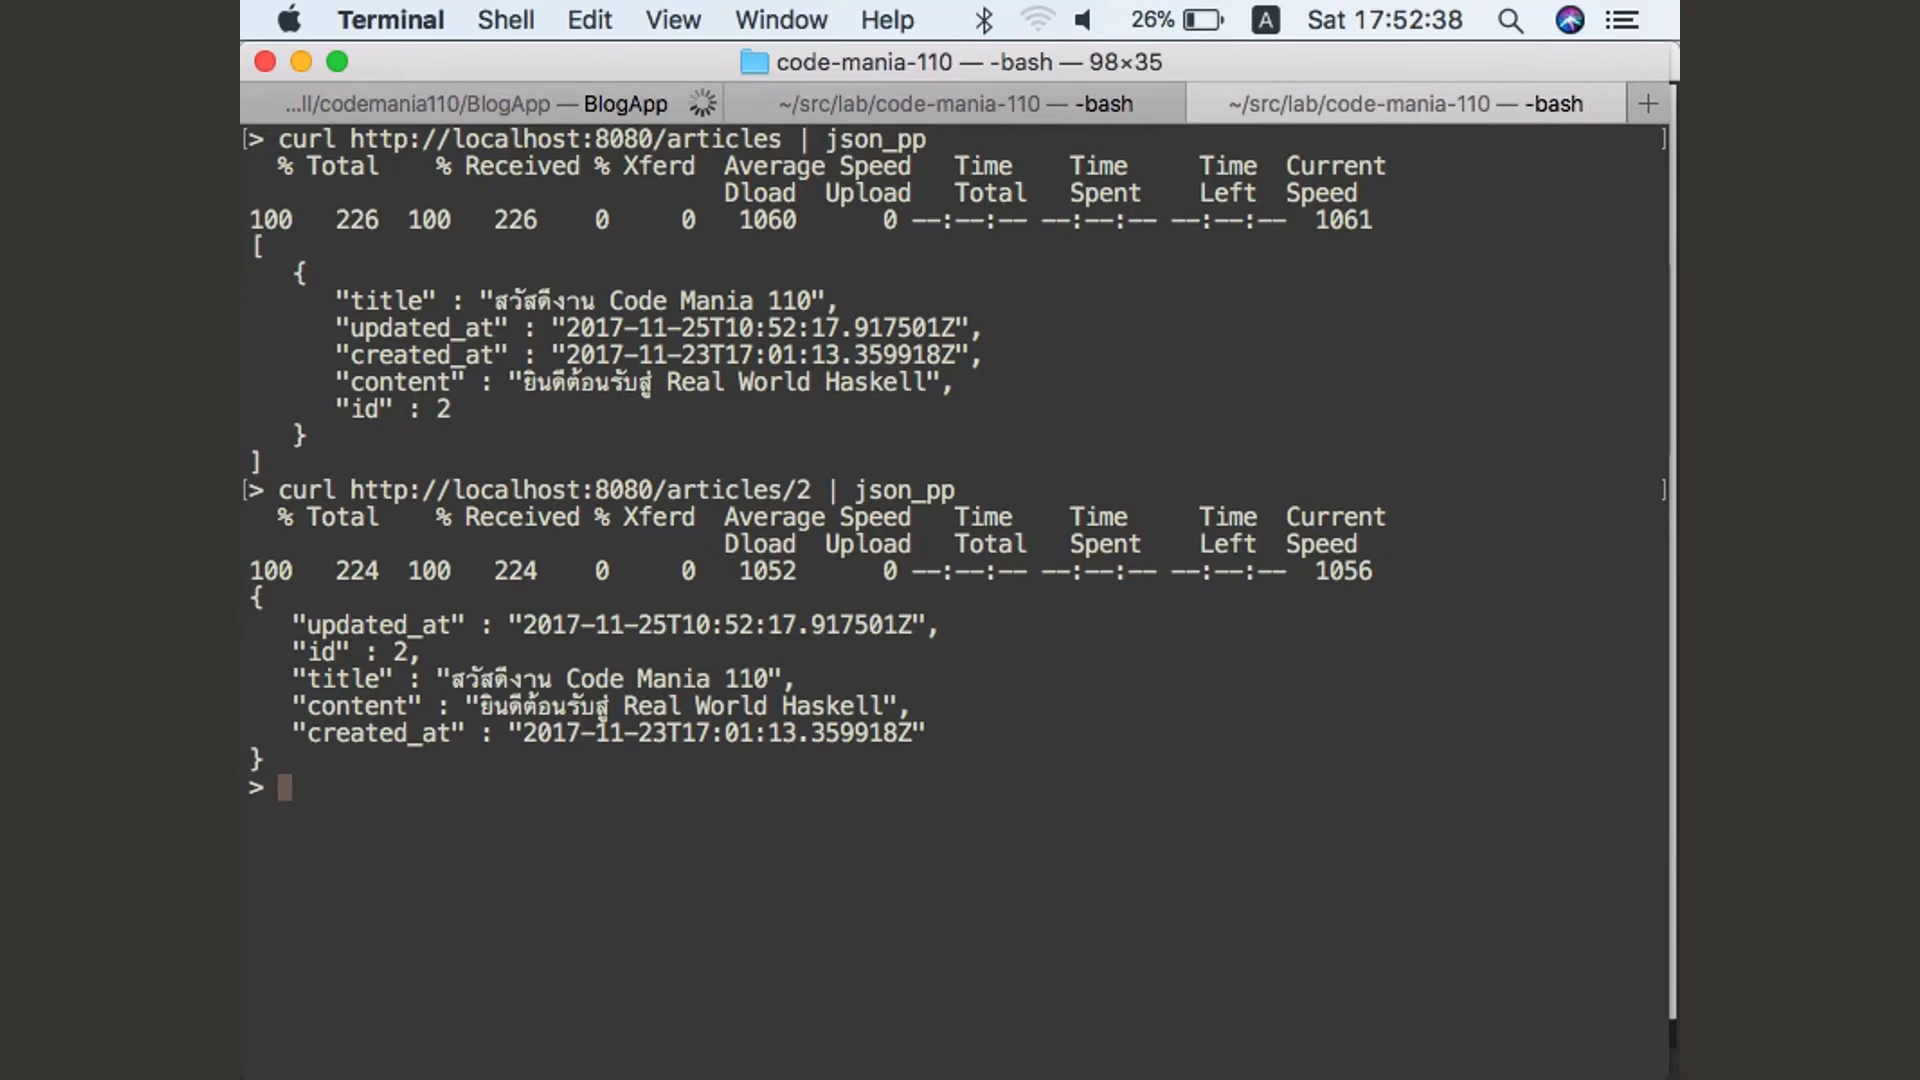 Terminal Shell Edit View Window Help 26% A Sat 17:52:38
code-mania-110 — -bash — 98×35
...ll/codemania110/BlogApp — BlogApp ~/src/lab/code-mania-110 — -bash ~/src/lab/code-mania-110 — -bash +
[> curl http://localhost:8080/articles | json_pp ]
% Total % Received % Xferd Average Speed Time Time Time Current
Dload Upload Total Spent Left Speed
100 226 100 226 0 0 1060 0 --:--:-- --:--:-- --:--:-- 1061
[
{
"title" : "สวัสดีงาน Code Mania 110",
"updated_at" : "2017-11-25T10:52:17.917501Z",
"created_at" : "2017-11-23T17:01:13.359918Z",
"content" : "ยินดีต้อนรับสู่ Real World Haskell",
"id" : 2
}
]
[> curl http://localhost:8080/articles/2 | json_pp ]
% Total % Received % Xferd Average Speed Time Time Time Current
Dload Upload Total Spent Left Speed
100 224 100 224 0 0 1052 0 --:--:-- --:--:-- --:--:-- 1056
{
"updated_at" : "2017-11-25T10:52:17.917501Z",
"id" : 2,
"title" : "สวัสดีงาน Code Mania 110",
"content" : "ยินดีต้อนรับสู่ Real World Haskell",
"created_at" : "2017-11-23T17:01:13.359918Z"
}
>